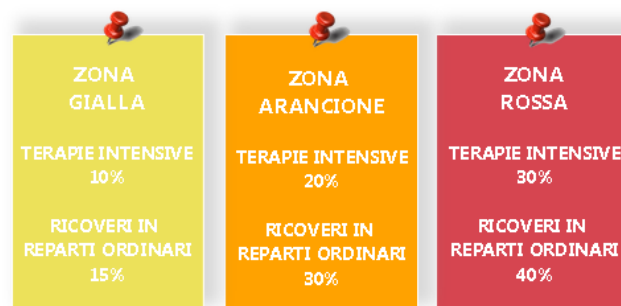 ZONA
GIALLA
TERAPIE INTENSIVE
10%
RICOVERI IN
REPARTI ORDINARI
15%
ZONA
ARANCIONE
TERAPIE INTENSIVE
20%
RICOVERI IN
REPARTI ORDINARI
30%
ZONA
ROSSA
TERAPIE INTENSIVE
30%
RICOVERI IN
REPARTI ORDINARI
40%